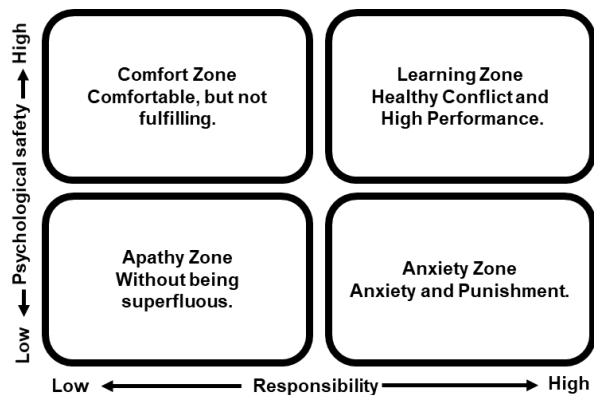 High
Psychological safety
Low
Comfort Zone
Comfortable, but not
fulfilling.
Learning Zone
Healthy Conflict and
High Performance.
Apathy Zone
Without being
superfluous.
Anxiety Zone
Anxiety and Punishment.
Low
Responsibility
High